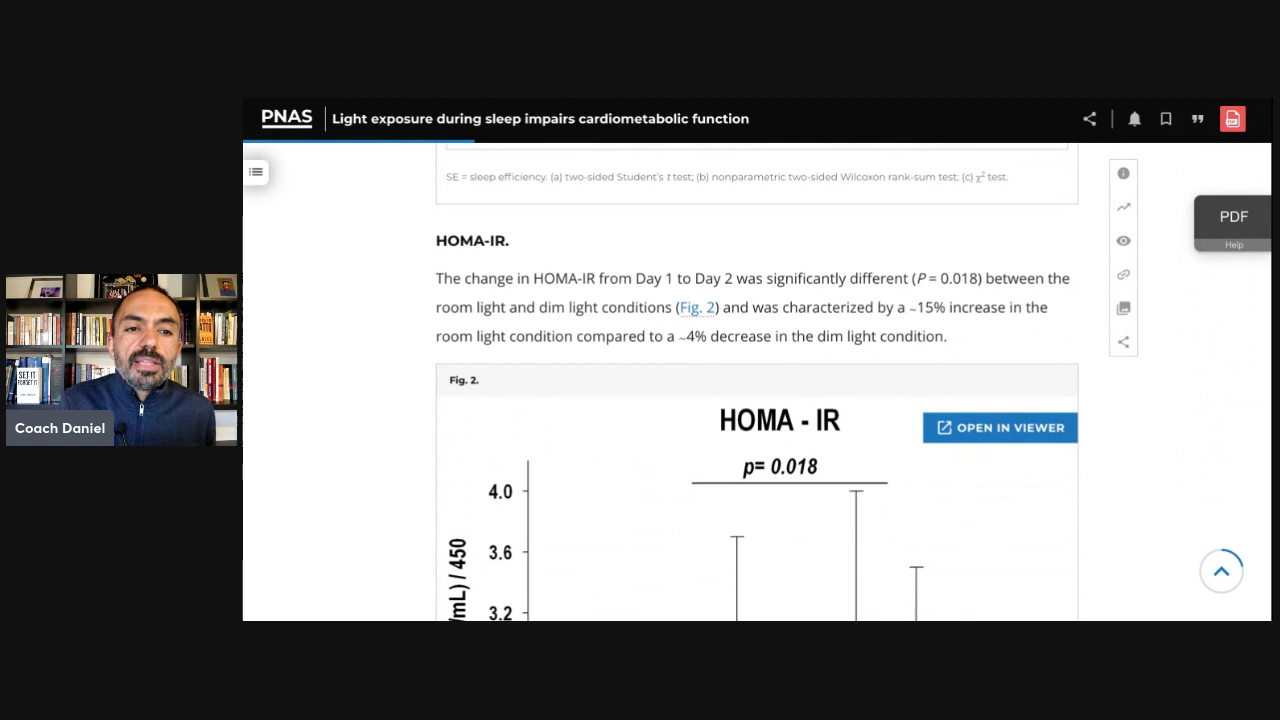 PNAS
Light exposure during sleep impairs cardiometabolic function
SE = sleep efficiency. (a) two-sided Student's t test; (b) nonparametric two-sided Wilcoxon rank-sum test; (c) χ² test.
PDF
Help
HOMA-IR.
The change in HOMA-IR from Day 1 to Day 2 was significantly different (P = 0.018) between the
room light and dim light conditions (Fig. 2) and was characterized by a ~15% increase in the
room light condition compared to a ~4% decrease in the dim light condition.
Fig. 2.
HOMA - IR
OPEN IN VIEWER
p= 0.018
4.0
3.6
3.2
/mL) / 450
SET IT
FORGET IT
Coach Daniel